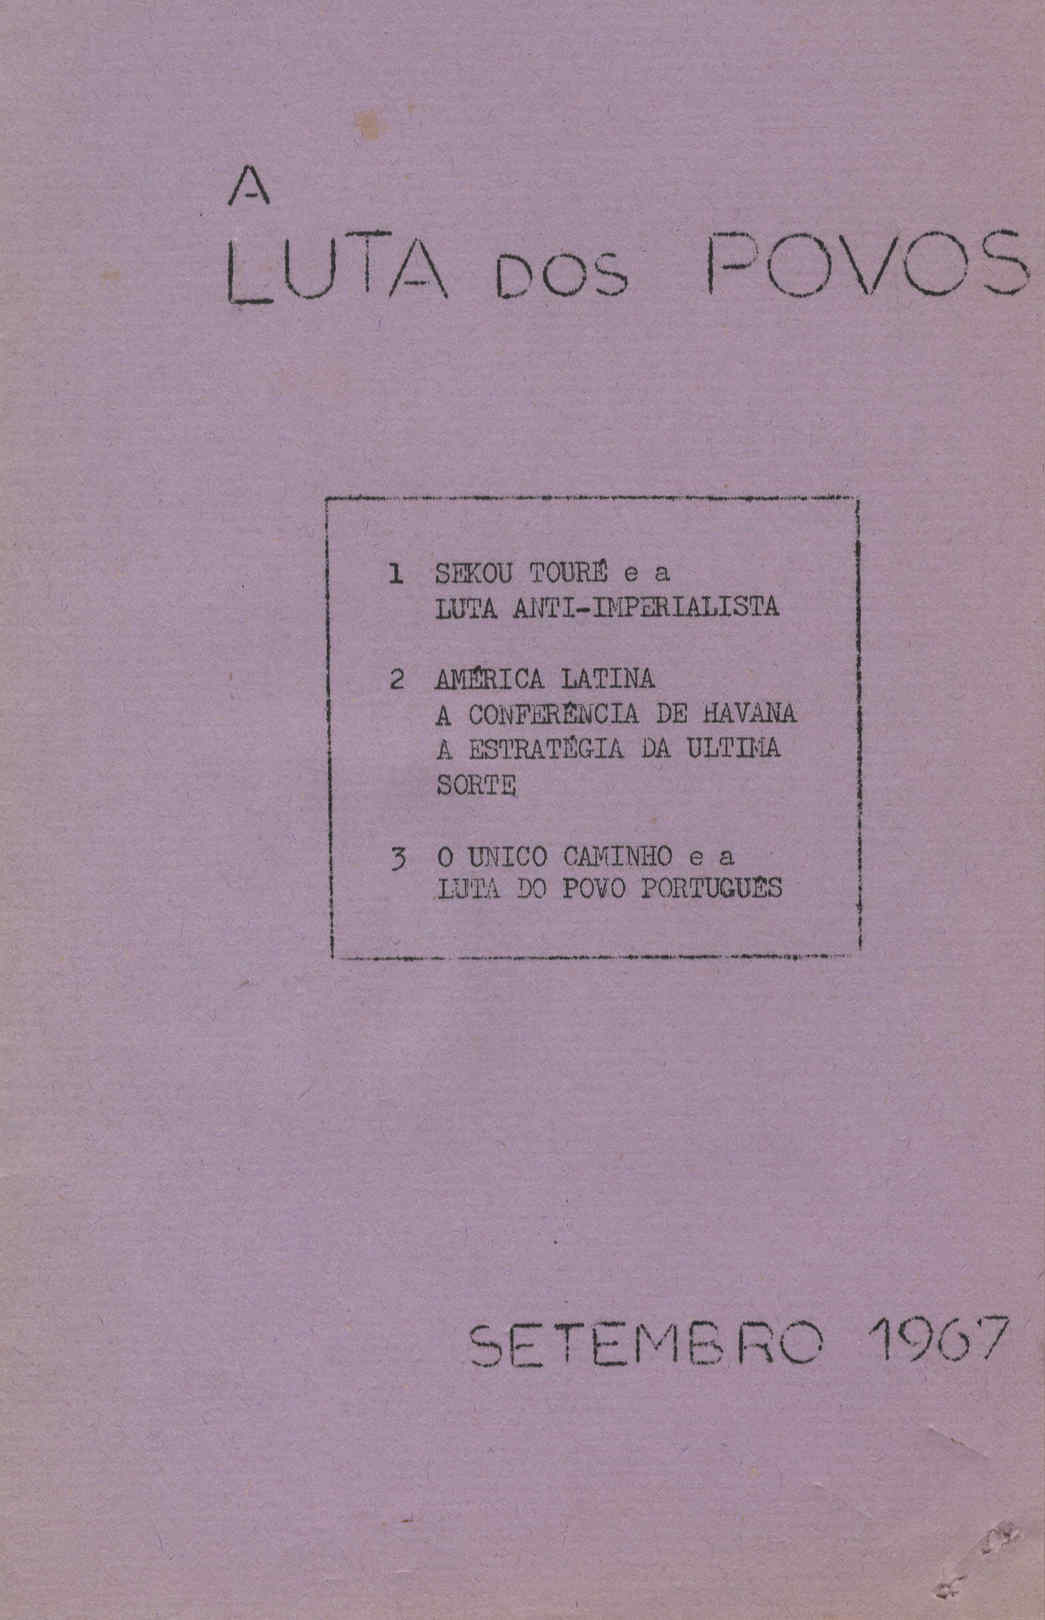 A
LUTA DOS POVOS
1 SEKOU TOURÉ e a
LUTA ANTI-IMPERIALISTA
2 AMÉRICA LATINA
A CONFERÊNCIA DE HAVANA
A ESTRATÉGIA DA ULTIMA
SORTE
3 O UNICO CAMINHO e a
LUTA DO POVO PORTUGUÊS
SETEMBRO 1967